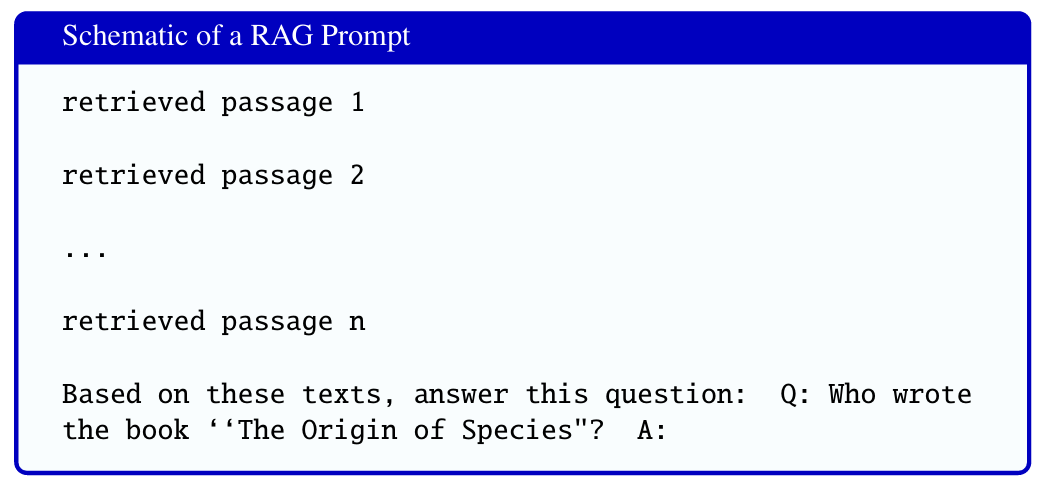 Schematic of a RAG Prompt
retrieved passage 1
retrieved passage 2
...
retrieved passage n
Based on these texts, answer this question:  Q: Who wrote
the book ‘‘The Origin of Species"?  A: